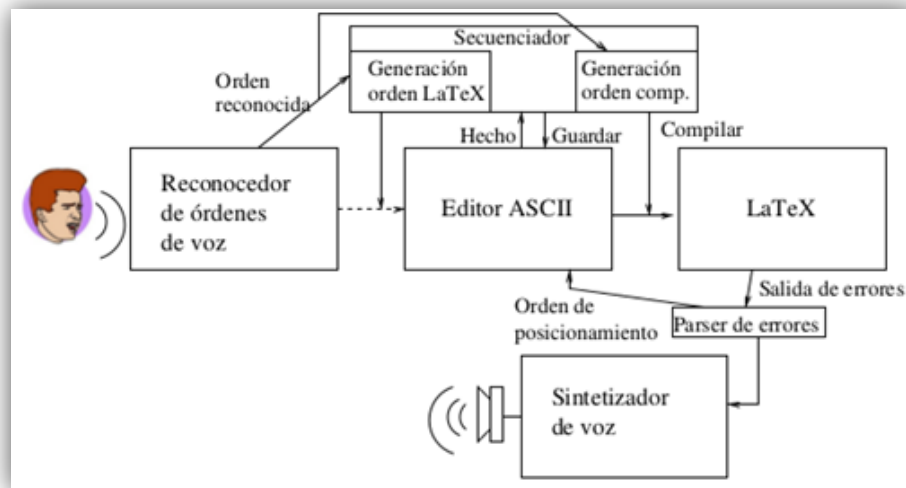 Secuenciador
Generación
orden LaTeX
Generación
orden comp.
Orden
reconocida
Hecho
Guardar
Compilar
Reconocedor
de órdenes
de voz
Editor ASCII
LaTeX
Salida de errores
Orden de
posicionamiento
Parser de errores
Sintetizador
de voz